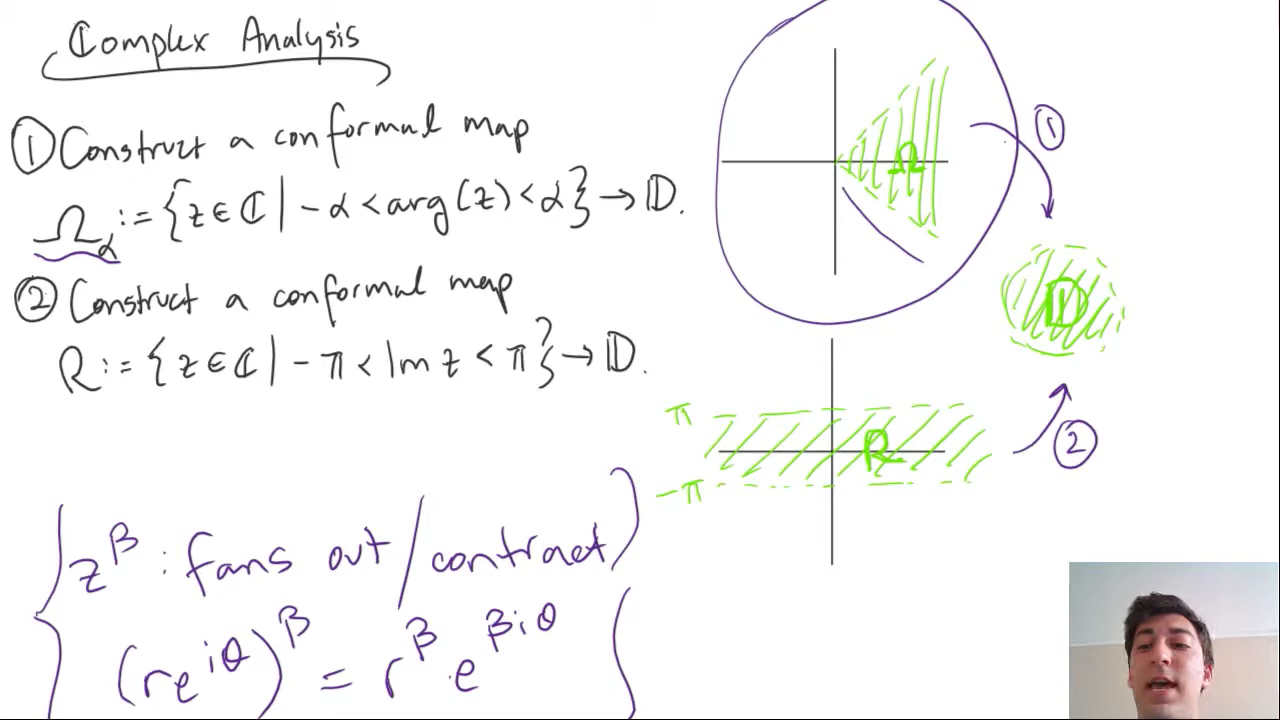 Complex Analysis
① Construct a conformal map
Ω_α := {z ∈ ℂ | -α < arg(z) < α} → 𝔻.
② Construct a conformal map
R := {z ∈ ℂ | -π < Im z < π} → 𝔻.
z^β : fans out/contract
(re^{iθ})^β = r^β · e^{βiθ}
Ω
①
𝔻
π
R
-π
②